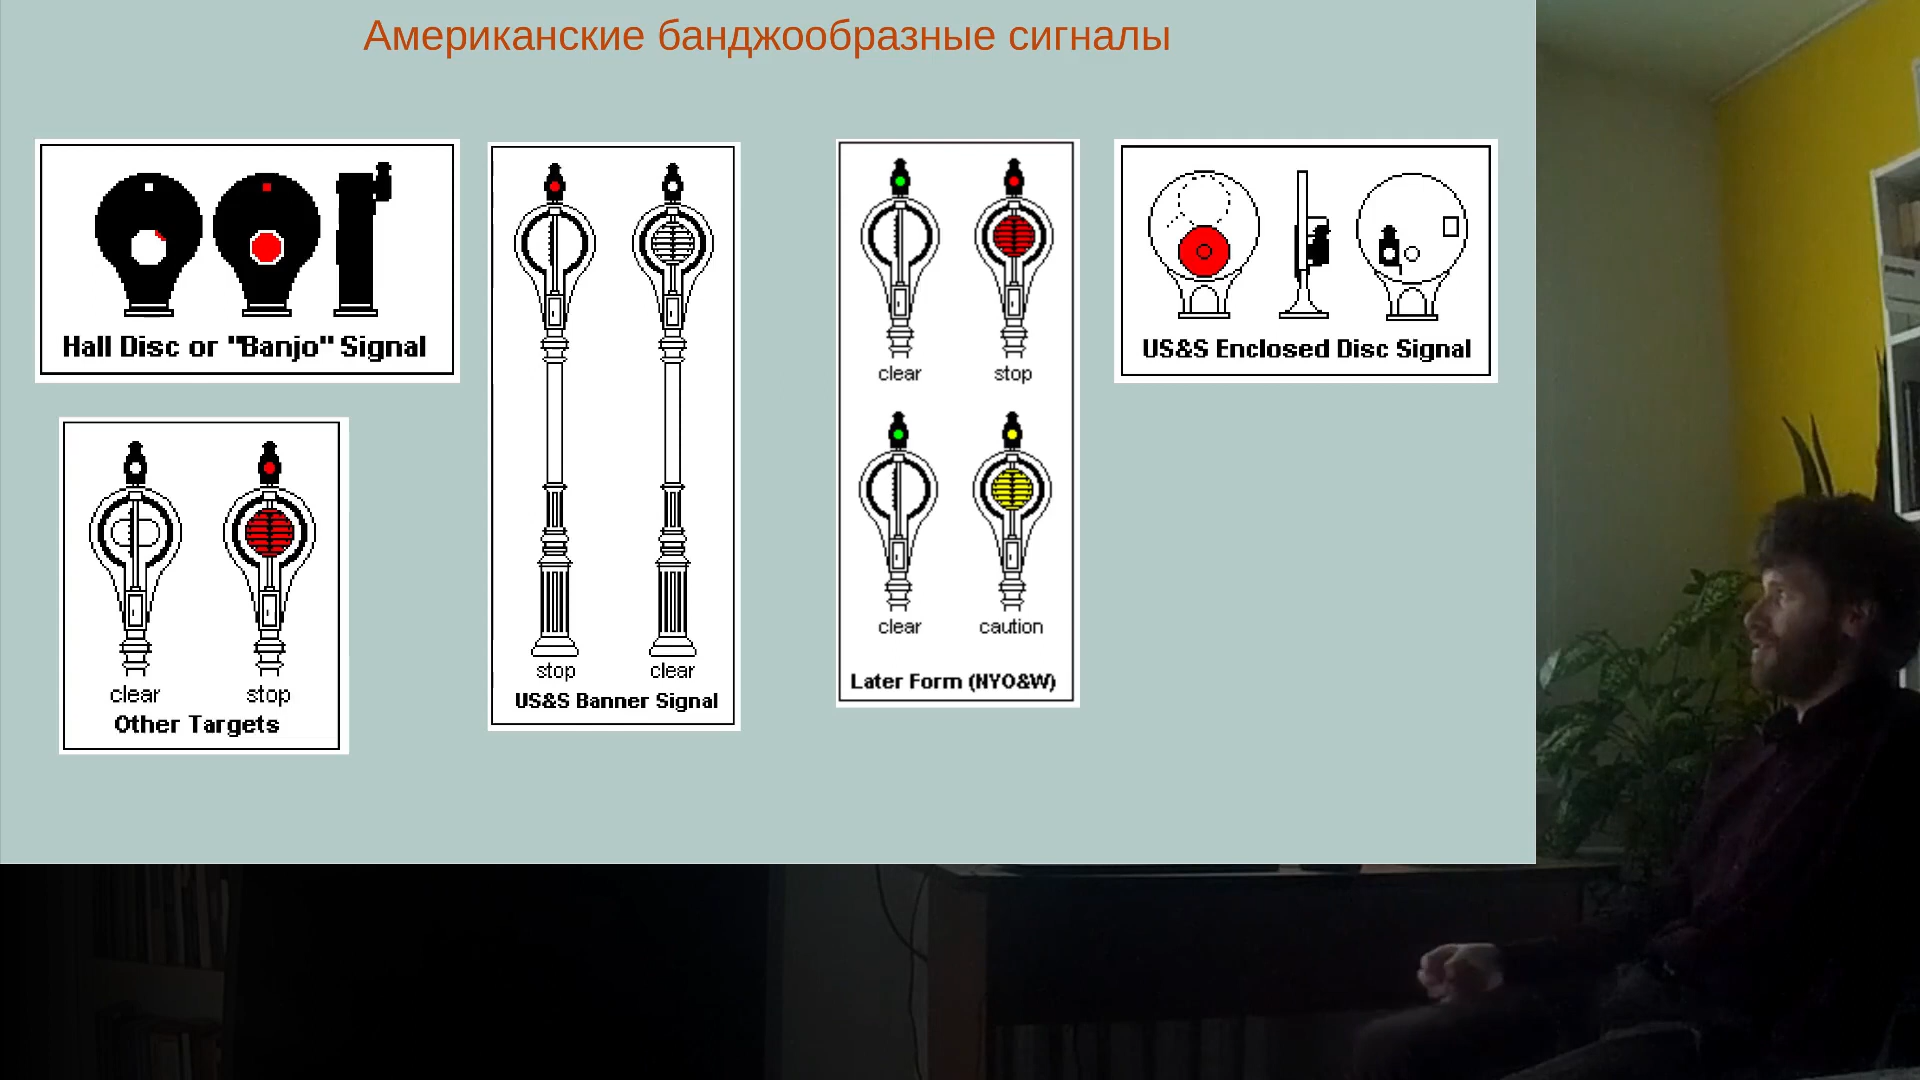 Американские банджообразные сигналы
Hall Disc or "Banjo" Signal
clear stop
Other Targets
stop clear
US&S Banner Signal
clear stop
clear caution
Later Form (NYO&W)
US&S Enclosed Disc Signal